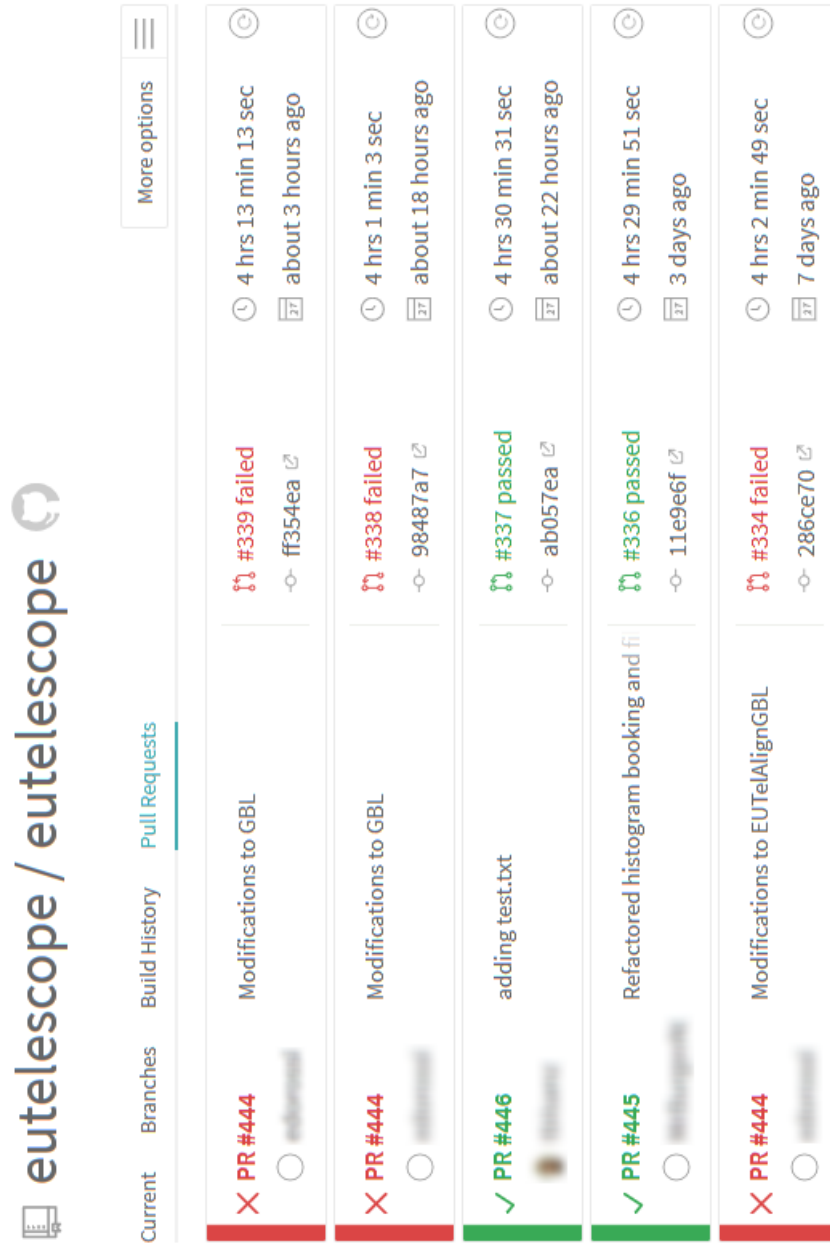 eutelescope / eutelescope
Current Branches Build History Pull Requests More options
PR #444 Modifications to GBL #339 failed 4 hrs 13 min 13 sec
ff354ea about 3 hours ago
PR #444 Modifications to GBL #338 failed 4 hrs 1 min 3 sec
98487a7 about 18 hours ago
PR #446 adding test.txt #337 passed 4 hrs 30 min 31 sec
ab057ea about 22 hours ago
PR #445 Refactored histogram booking and fi #336 passed 4 hrs 29 min 51 sec
11e9e6f 3 days ago
PR #444 Modifications to EUTelAlignGBL #334 failed 4 hrs 2 min 49 sec
286ce70 7 days ago